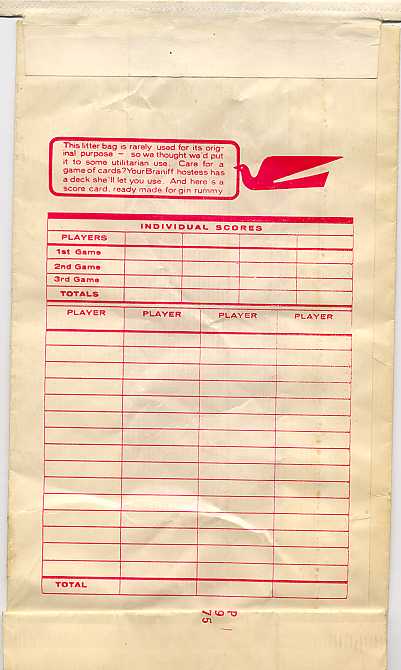 This litter bag is rarely used for its orig-
inal purpose – so we thought we'd put
it to some utilitarian use. Care for a
game of cards? Your Braniff hostess has
a deck she'll let you use. And here's a
score card, ready made for gin rummy
INDIVIDUAL SCORES
PLAYERS
1st Game
2nd Game
3rd Game
TOTALS
PLAYER PLAYER PLAYER PLAYER
TOTAL
P
9
75